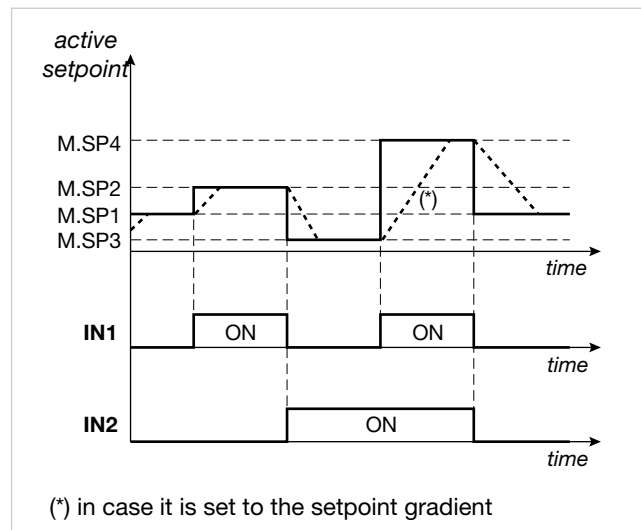 active
setpoint
M.SP4
M.SP2
M.SP1
M.SP3
(*)
time
IN1
ON
ON
time
IN2
ON
time
(*) in case it is set to the setpoint gradient